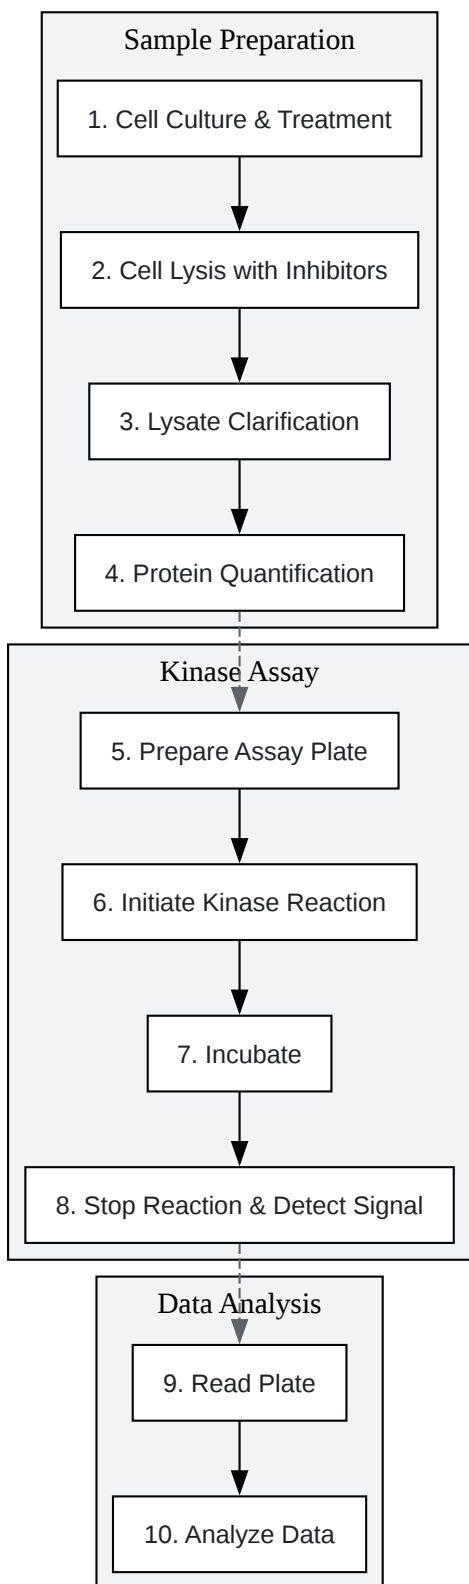 Sample Preparation
1. Cell Culture & Treatment
2. Cell Lysis with Inhibitors
3. Lysate Clarification
4. Protein Quantification
Kinase Assay
5. Prepare Assay Plate
6. Initiate Kinase Reaction
7. Incubate
8. Stop Reaction & Detect Signal
Data Analysis
9. Read Plate
10. Analyze Data